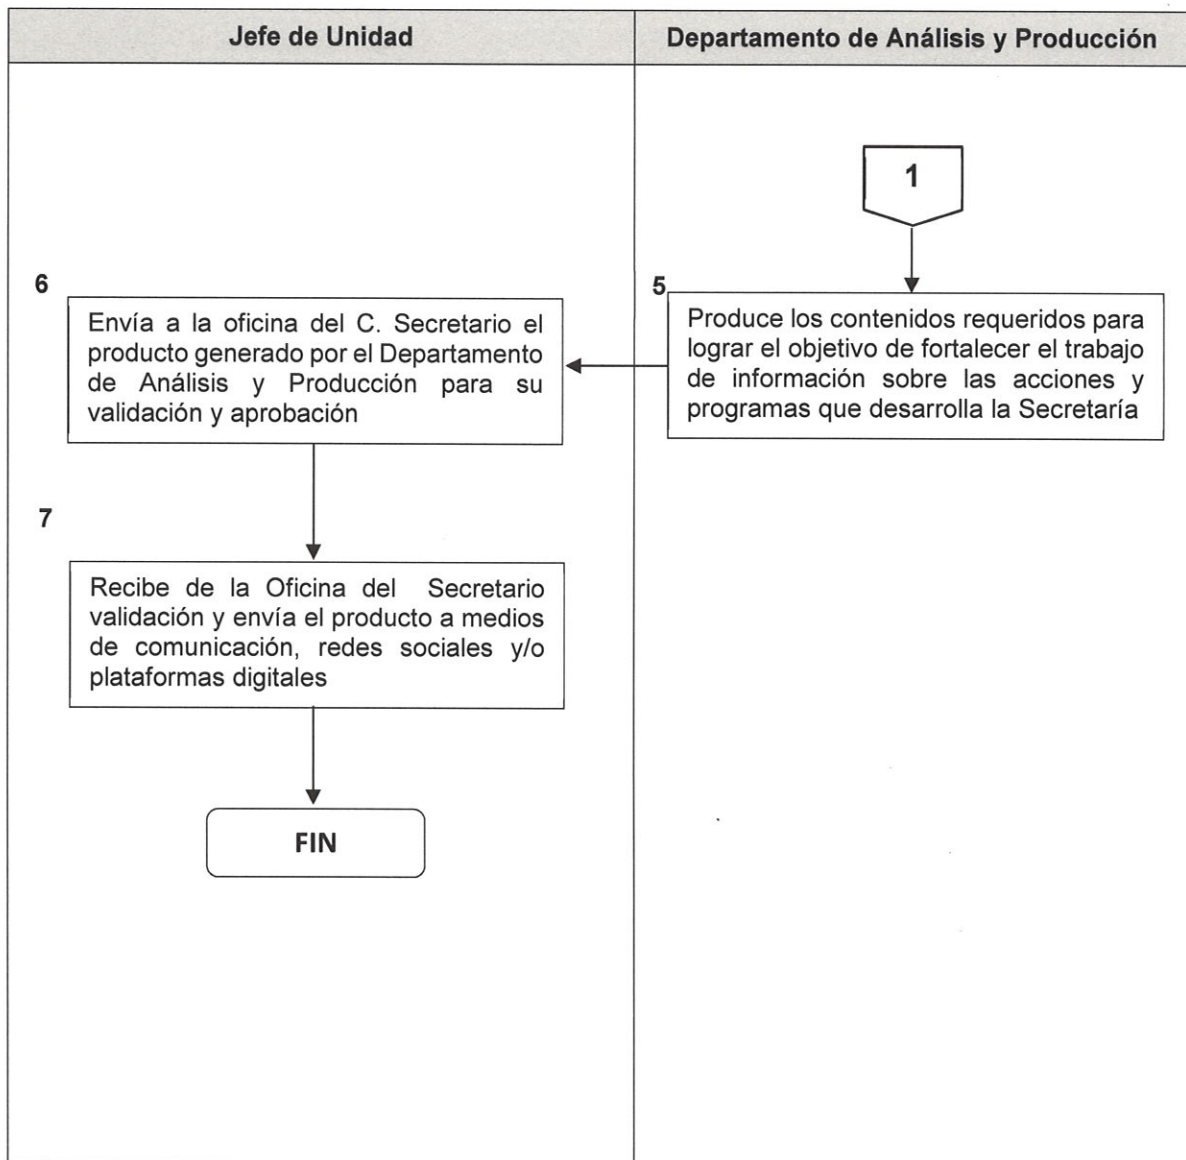 Jefe de Unidad
Departamento de Análisis y Producción
1
5
Produce los contenidos requeridos para
lograr el objetivo de fortalecer el trabajo
de información sobre las acciones y
programas que desarrolla la Secretaría
6
Envía a la oficina del C. Secretario el
producto generado por el Departamento
de Análisis y Producción para su
validación y aprobación
7
Recibe de la Oficina del Secretario
validación y envía el producto a medios
de comunicación, redes sociales y/o
plataformas digitales
FIN